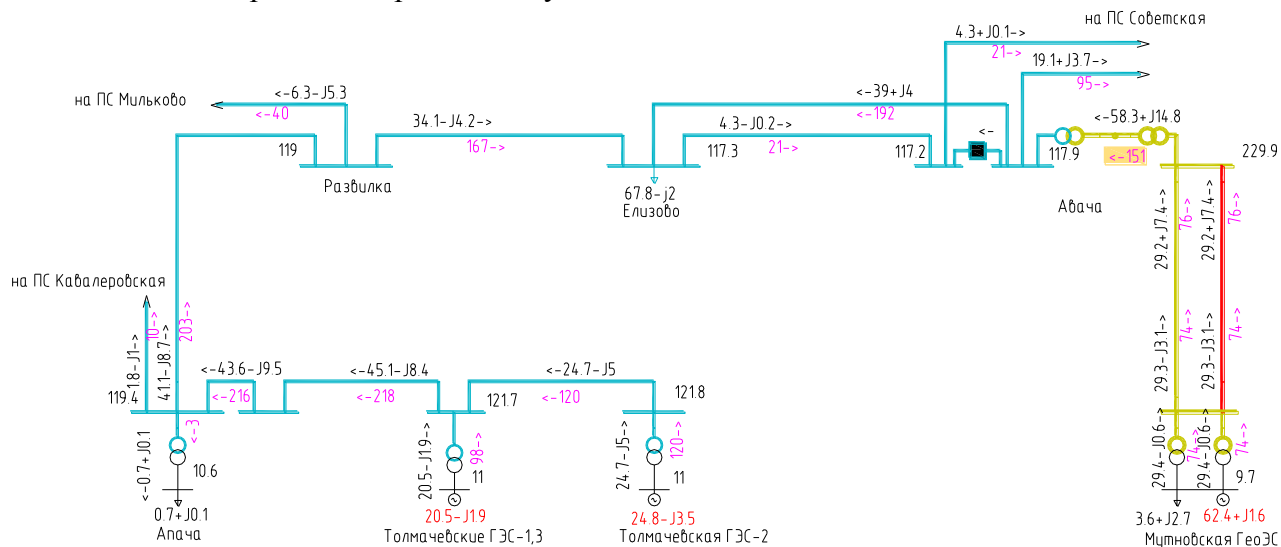 на ПС Советская
4.3+J0.1->
21->
19.1+J3.7->
95->
на ПС Мильково
<-6.3-J5.3
<-40
<-39+J4
<-192
<-58.3+J14.8
<-151
34.1-J4.2->
167->
4.3-J0.2->
21->
<-
119
117.3
117.2
117.9
229.9
Развилка
67.8-j2
Елизово
Авача
29.2+J7.4->
76->
29.2+J7.4->
76->
на ПС Кавалеровская
10->
203->
1.8-J1->
41.1-J8.7->
29.3-J3.1->
74->
29.3-J3.1->
74->
<-43.6-J9.5
<-216
<-45.1-J8.4
<-218
<-24.7-J5
<-120
119.4
121.7
121.8
<-3
<-0.7+J0.1
10.6
20.5-J1.9->
98->
11
24.7-J5->
120->
11
29.4-J0.6->
74->
29.4-J0.6->
74->
9.7
0.7+J0.1
Апача
20.5-J1.9
Толмачевские ГЭС-1,3
24.8-J3.5
Толмачевская ГЭС-2
3.6+J2.7
62.4+J1.6
Мутновская ГеоЭС